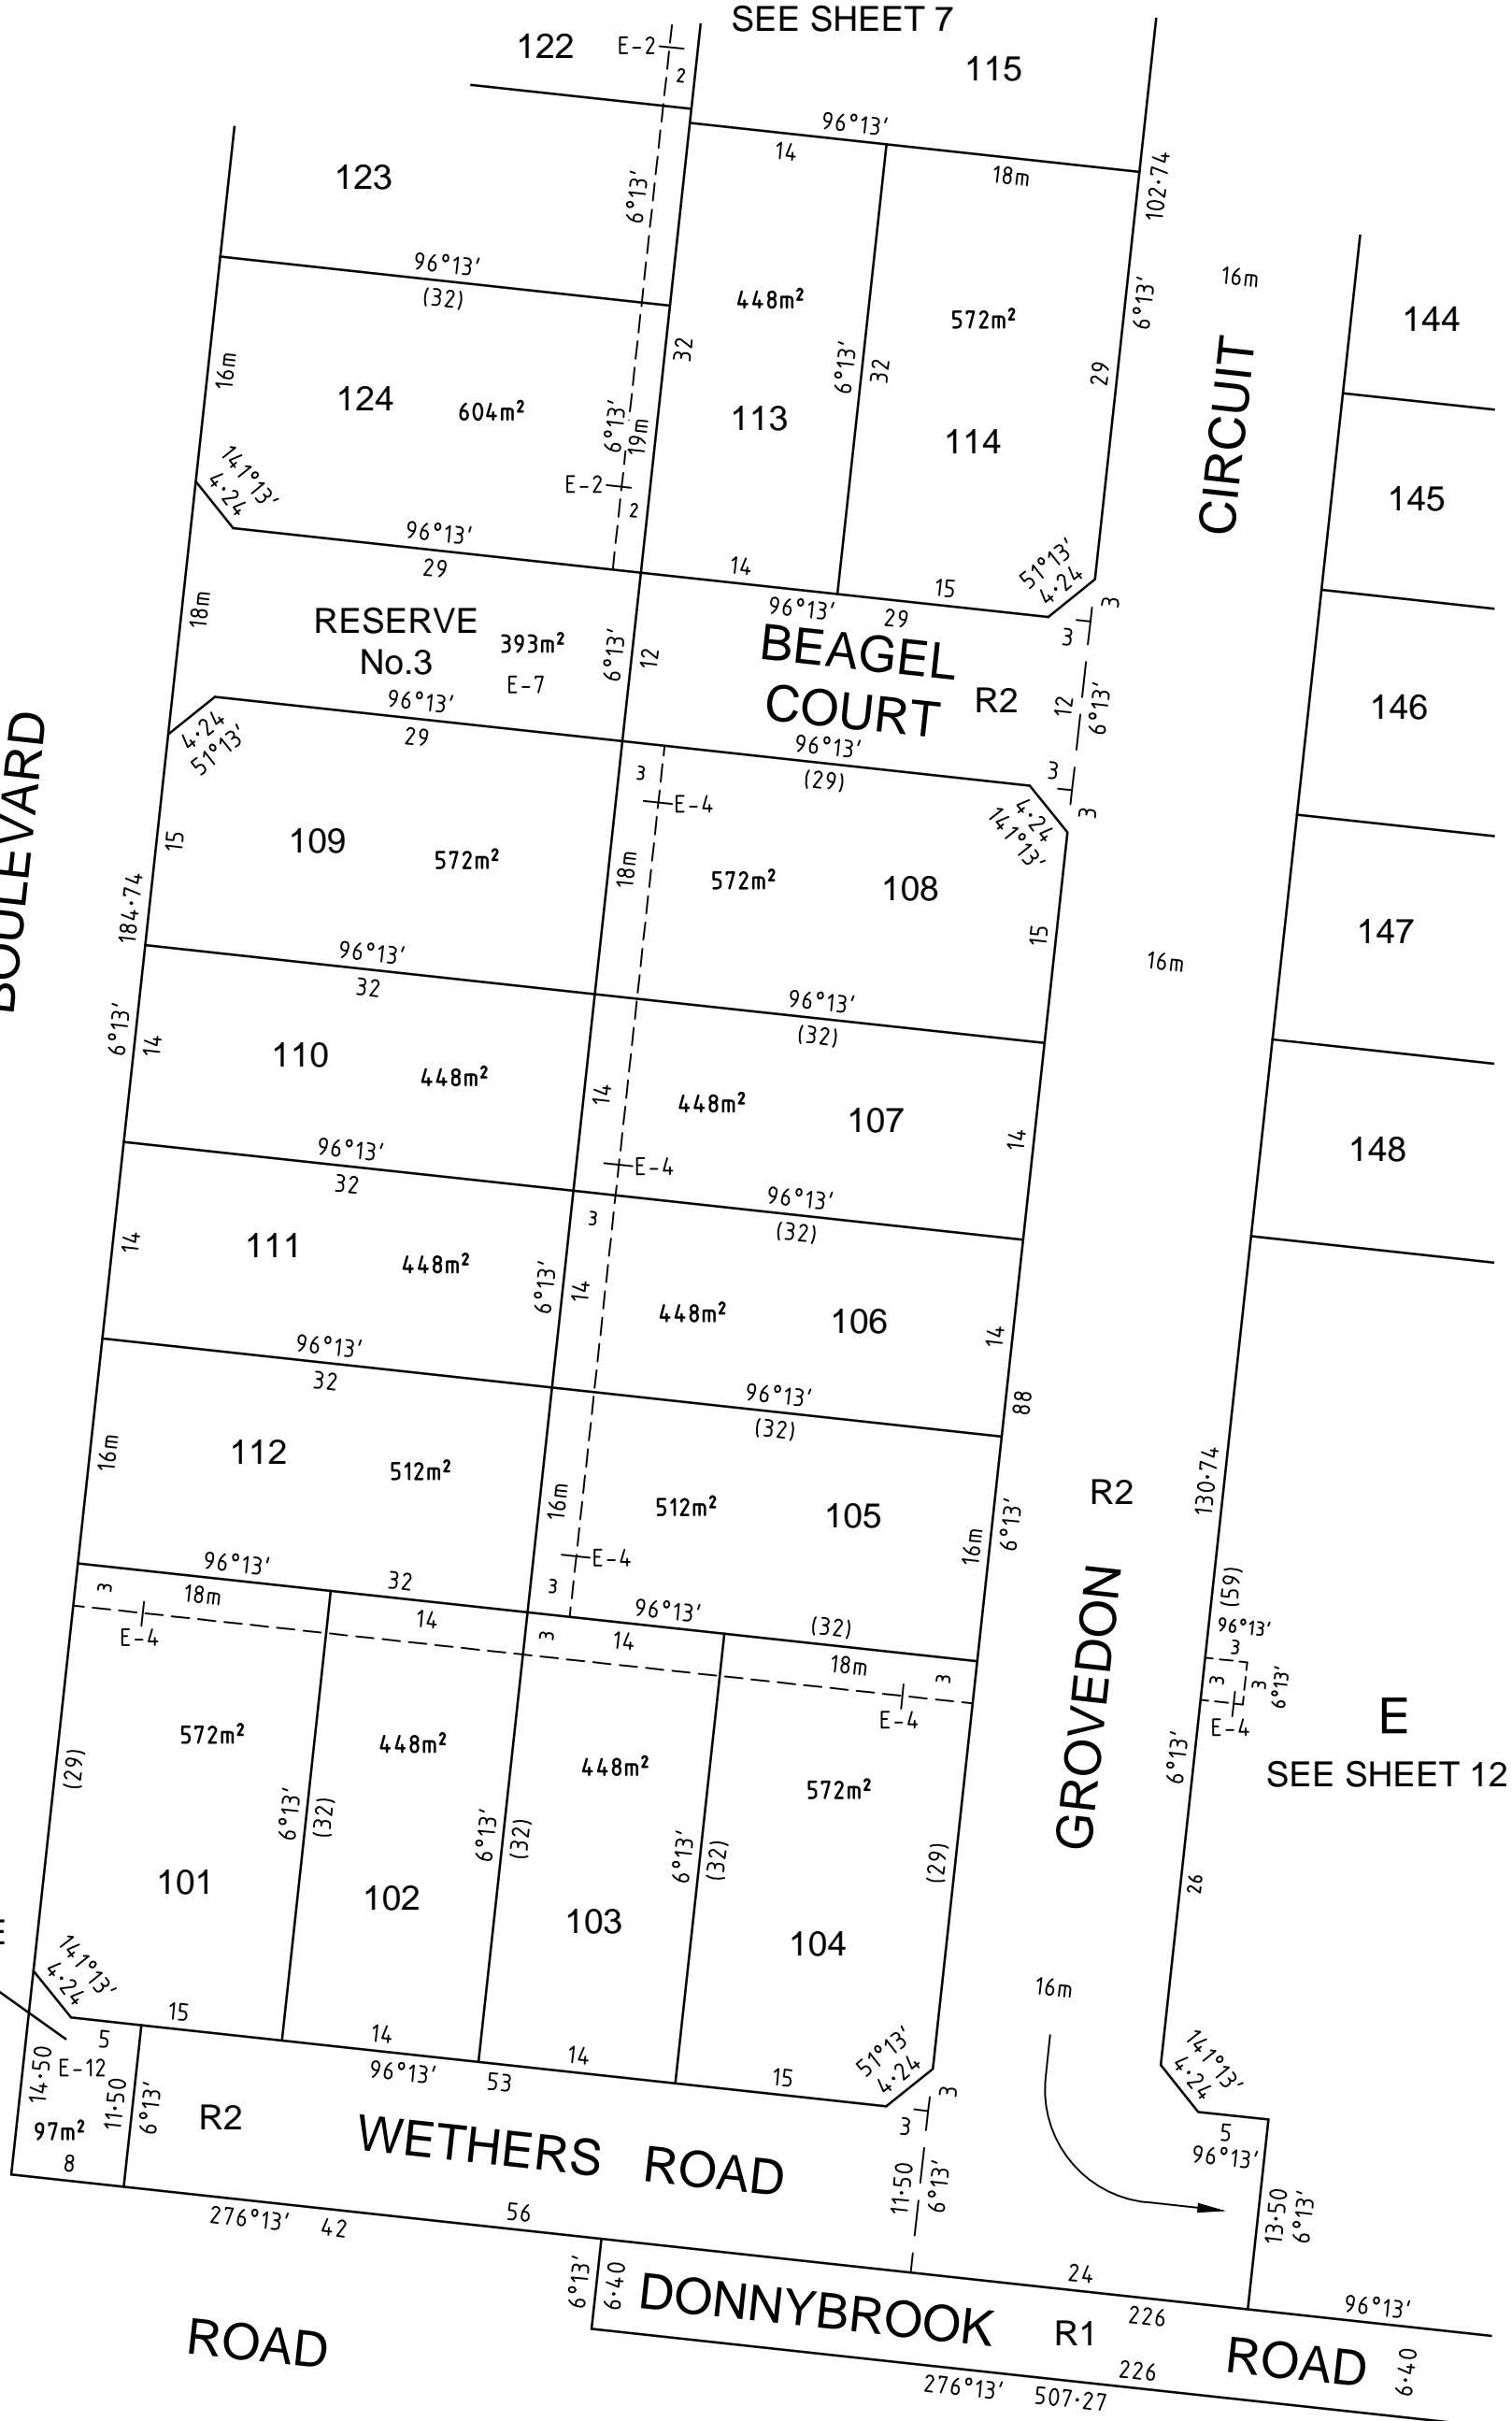 SEE SHEET 7
122
E-2
2
115
96°13′
14
18m
123
6°13′
102·74
96°13′
(32)
16m
448m²
572m²
6°13′
144
16m
32
6°13′
32
29
CIRCUIT
124
604m²
6°13′
19m
113
114
145
141°13′
4·24
E-2
2
96°13′
29
14
15
51°13′
4·24
96°13′
29
3
3
18m
RESERVE
No.3
393m²
E-7
6°13′
12
BEAGEL
COURT
R2
12
6°13′
146
96°13′
29
4·24
51°13′
96°13′
(29)
3
3
BOULEVARD
3
E-4
4·24
141°13′
15
109
572m²
18m
572m²
108
15
184·74
147
16m
96°13′
32
96°13′
(32)
6°13′
14
110
448m²
14
448m²
107
14
148
96°13′
32
E-4
96°13′
(32)
3
14
111
448m²
6°13′
14
448m²
106
14
96°13′
32
96°13′
(32)
88
16m
112
512m²
16m
512m²
105
16m
6°13′
R2
130·74
E-4
3
96°13′
32
96°13′
(32)
3
18m
14
3
14
18m
3
E-4
E-4
GROVEDON
(59)
96°13′
3
3
3
6°13′
E-4
E
SEE SHEET 12
572m²
448m²
448m²
572m²
6°13′
(29)
6°13′
(32)
6°13′
(32)
6°13′
(32)
(29)
101
102
103
104
26
E
141°13′
4·24
15
14
14
15
51°13′
4·24
16m
141°13′
4·24
5
E-12
14·50
11·50
6°13′
97m²
8
96°13′
53
R2
WETHERS ROAD
3
3
11·50
6°13′
5
96°13′
13·50
6°13′
276°13′
42
56
24
6°13′
6·40
DONNYBROOK
R1
226
ROAD
96°13′
6·40
ROAD
226
276°13′
507·27